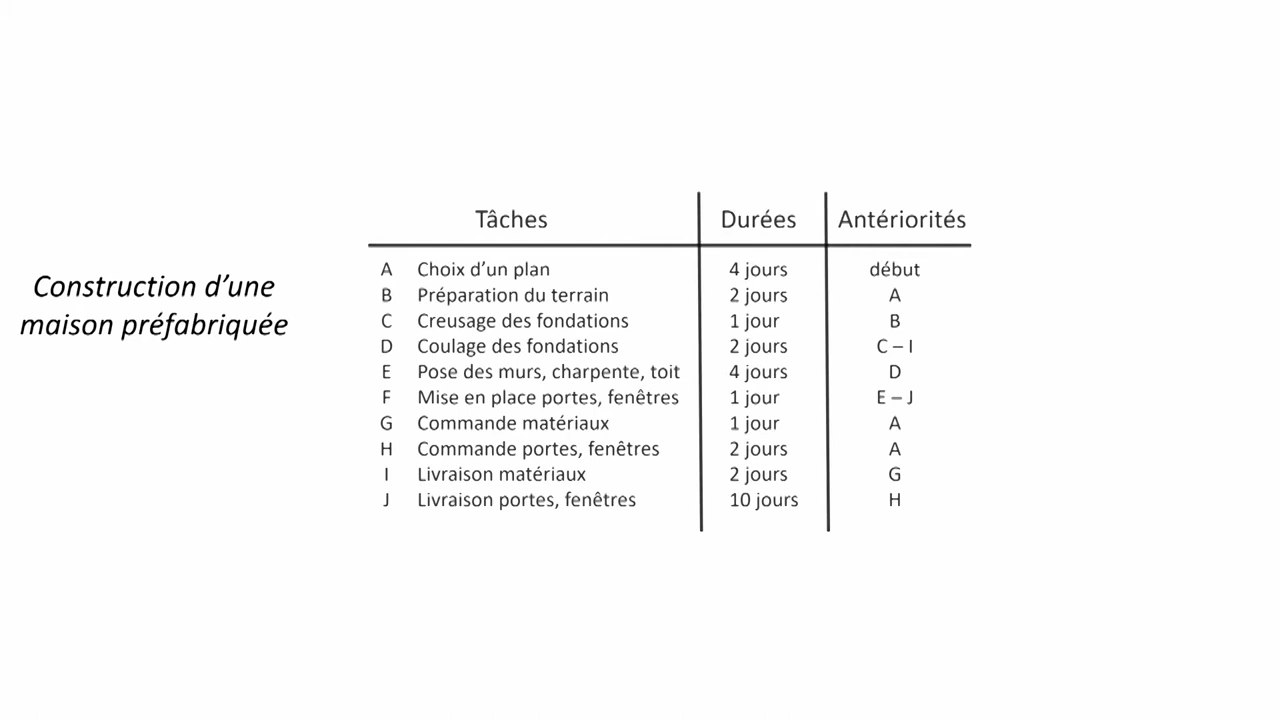 Construction d'une
maison préfabriquée
Tâches Durées Antériorités
A Choix d'un plan 4 jours début
B Préparation du terrain 2 jours A
C Creusage des fondations 1 jour B
D Coulage des fondations 2 jours C – I
E Pose des murs, charpente, toit 4 jours D
F Mise en place portes, fenêtres 1 jour E – J
G Commande matériaux 1 jour A
H Commande portes, fenêtres 2 jours A
I Livraison matériaux 2 jours G
J Livraison portes, fenêtres 10 jours H